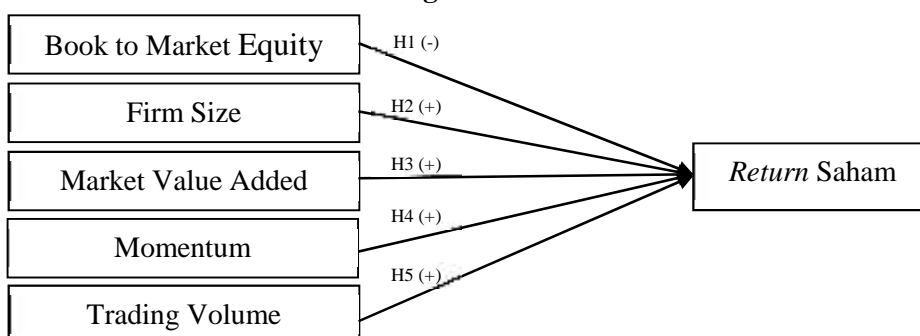 Book to Market Equity
H1 (-)
Firm Size
H2 (+)
Market Value Added
H3 (+)
Return Saham
Momentum
H4 (+)
Trading Volume
H5 (+)